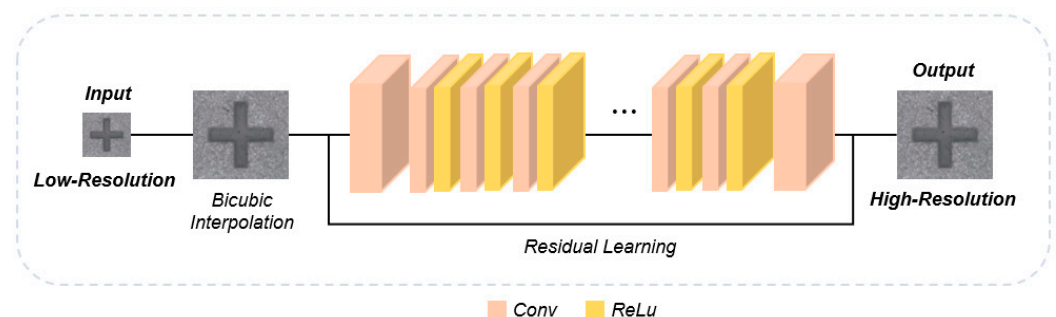 Input
Low-Resolution
Bicubic
Interpolation
...
Residual Learning
Output
High-Resolution
Conv
ReLu